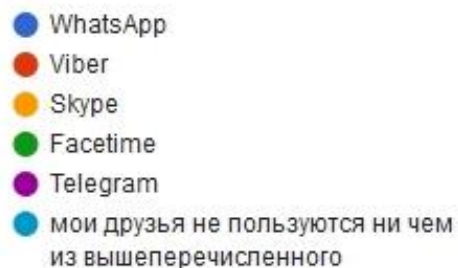 WhatsApp
Viber
Skype
Facetime
Telegram
мои друзья не пользуются ни чем
из вышеперечисленного